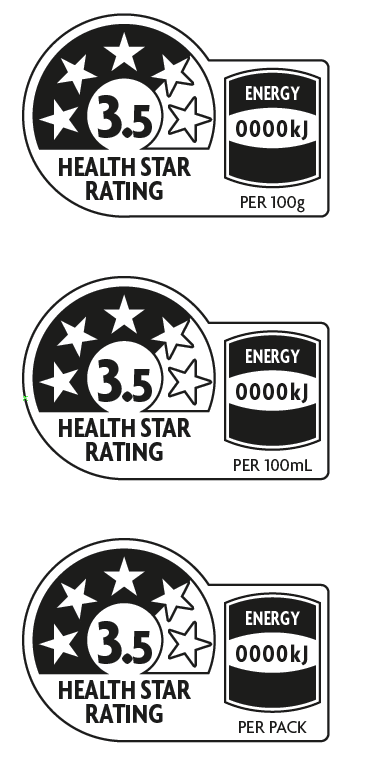 3.5
HEALTH STAR
RATING
ENERGY
0000kJ
PER 100g
3.5
HEALTH STAR
RATING
ENERGY
0000kJ
PER 100mL
3.5
HEALTH STAR
RATING
ENERGY
0000kJ
PER PACK